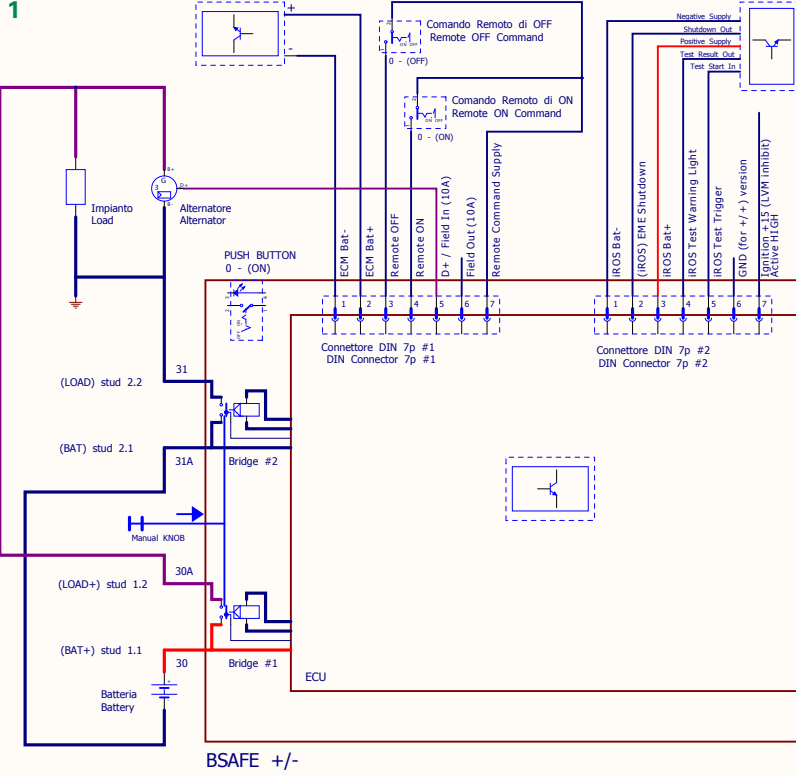 1
+
-
Comando Remoto di OFF
Remote OFF Command
ON OFF
0 - (OFF)
Comando Remoto di ON
Remote ON Command
ON OFF
0 - (ON)
Negative Supply
Shutdown Out
Positive Supply
Test Result Out
Test Start In
B+
G
3
D+
B-
Impianto
Load
Alternatore
Alternator
PUSH BUTTON
0 - (ON)
ECM Bat-
ECM Bat+
Remote OFF
Remote ON
D+ / Field In (10A)
Field Out (10A)
Remote Command Supply
iROS Bat-
(iROS) EME Shutdown
iROS Bat+
iROS Test Warning Light
iROS Test Trigger
GND (for +/+) version
Ignition +15 (LVM inhibit)
Active HIGH
1 2 3 4 5 6 7
1 2 3 4 5 6 7
Connettore DIN 7p #1
DIN Connector 7p #1
Connettore DIN 7p #2
DIN Connector 7p #2
31
(LOAD) stud 2.2
(BAT) stud 2.1
31A
Bridge #2
Manual KNOB
30A
(LOAD+) stud 1.2
(BAT+) stud 1.1
30
Bridge #1
ECU
Batteria
Battery
+
-
BSAFE +/-